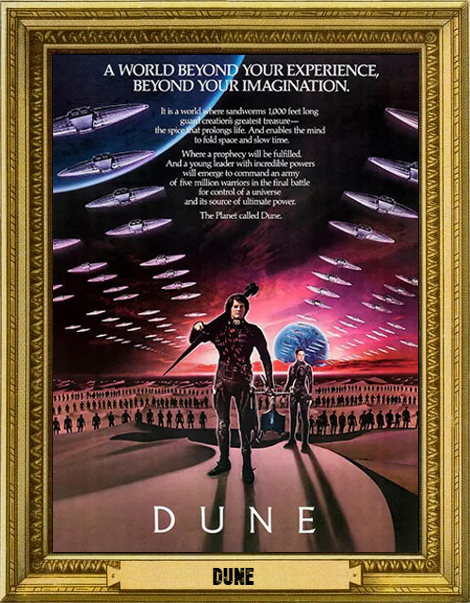 A WORLD BEYOND YOUR EXPERIENCE,
BEYOND YOUR IMAGINATION.
It is a world where sandworms 1,000 feet long
guard creation's greatest treasure—
the spice that prolongs life. And enables the mind
to fold space and slow time.
Where a prophecy will be fulfilled.
And a young leader with incredible powers
will emerge to command an army
of five million warriors in the final battle
for control of a universe
and its source of ultimate power.
The Planet called Dune.
DUNE
DUNE